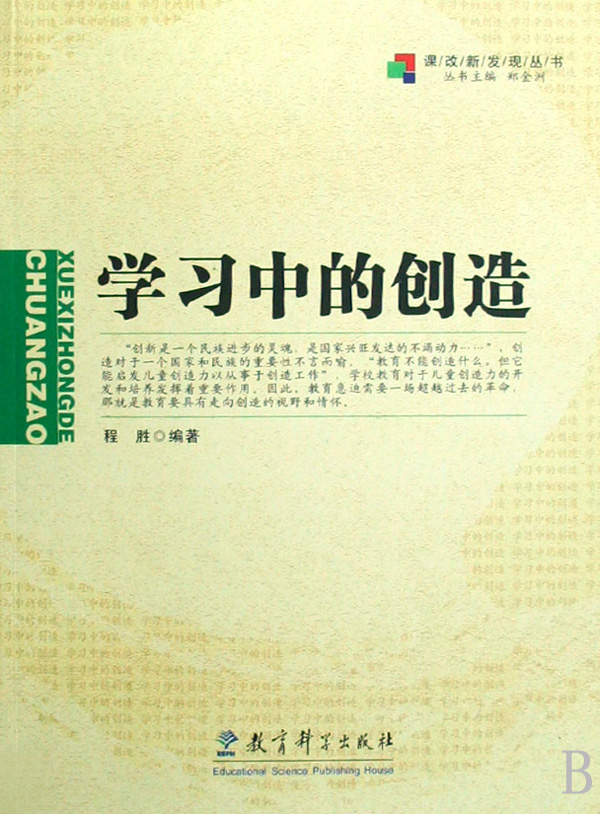 课/改/新/发/现/丛/书
丛书主编 郑金洲
XUEXIZHONGDE
CHUANGZAO
学习中的创造
“创新是一个民族进步的灵魂，是国家兴旺发达的不竭动力……”，创
造对于一个国家和民族的重要性不言而喻。“教育不能创造什么，但它
能启发儿童创造力以从事于创造工作”，学校教育对于儿童创造力的开
发和培养发挥着重要作用，因此，教育急迫需要一场超越过去的革命，
那就是教育要具有走向创造的视野和情怀。
程 胜◎编著
教育科学出版社
Educational Science Publishing House
B